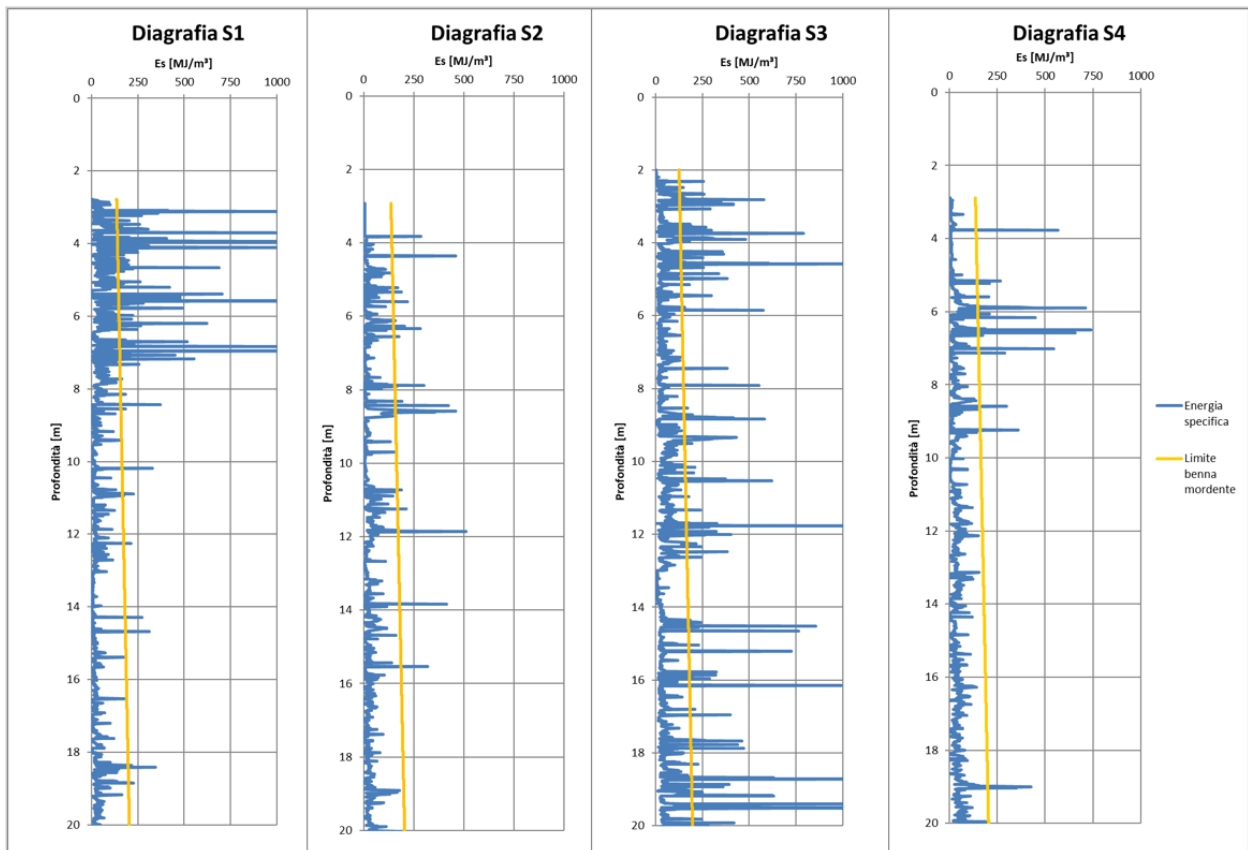 Diagrafia S1
Es [MJ/m³]
0 250 500 750 1000
0
2
4
6
8
10
12
14
16
18
20
Profondità [m]
Diagrafia S2
Es [MJ/m³]
0 250 500 750 1000
0
2
4
6
8
10
12
14
16
18
20
Profondità [m]
Diagrafia S3
Es [MJ/m³]
0 250 500 750 1000
0
2
4
6
8
10
12
14
16
18
20
Profondità [m]
Diagrafia S4
Es [MJ/m³]
0 250 500 750 1000
0
2
4
6
8
10
12
14
16
18
20
Profondità [m]
Energia
specifica
Limite
benna
mordente